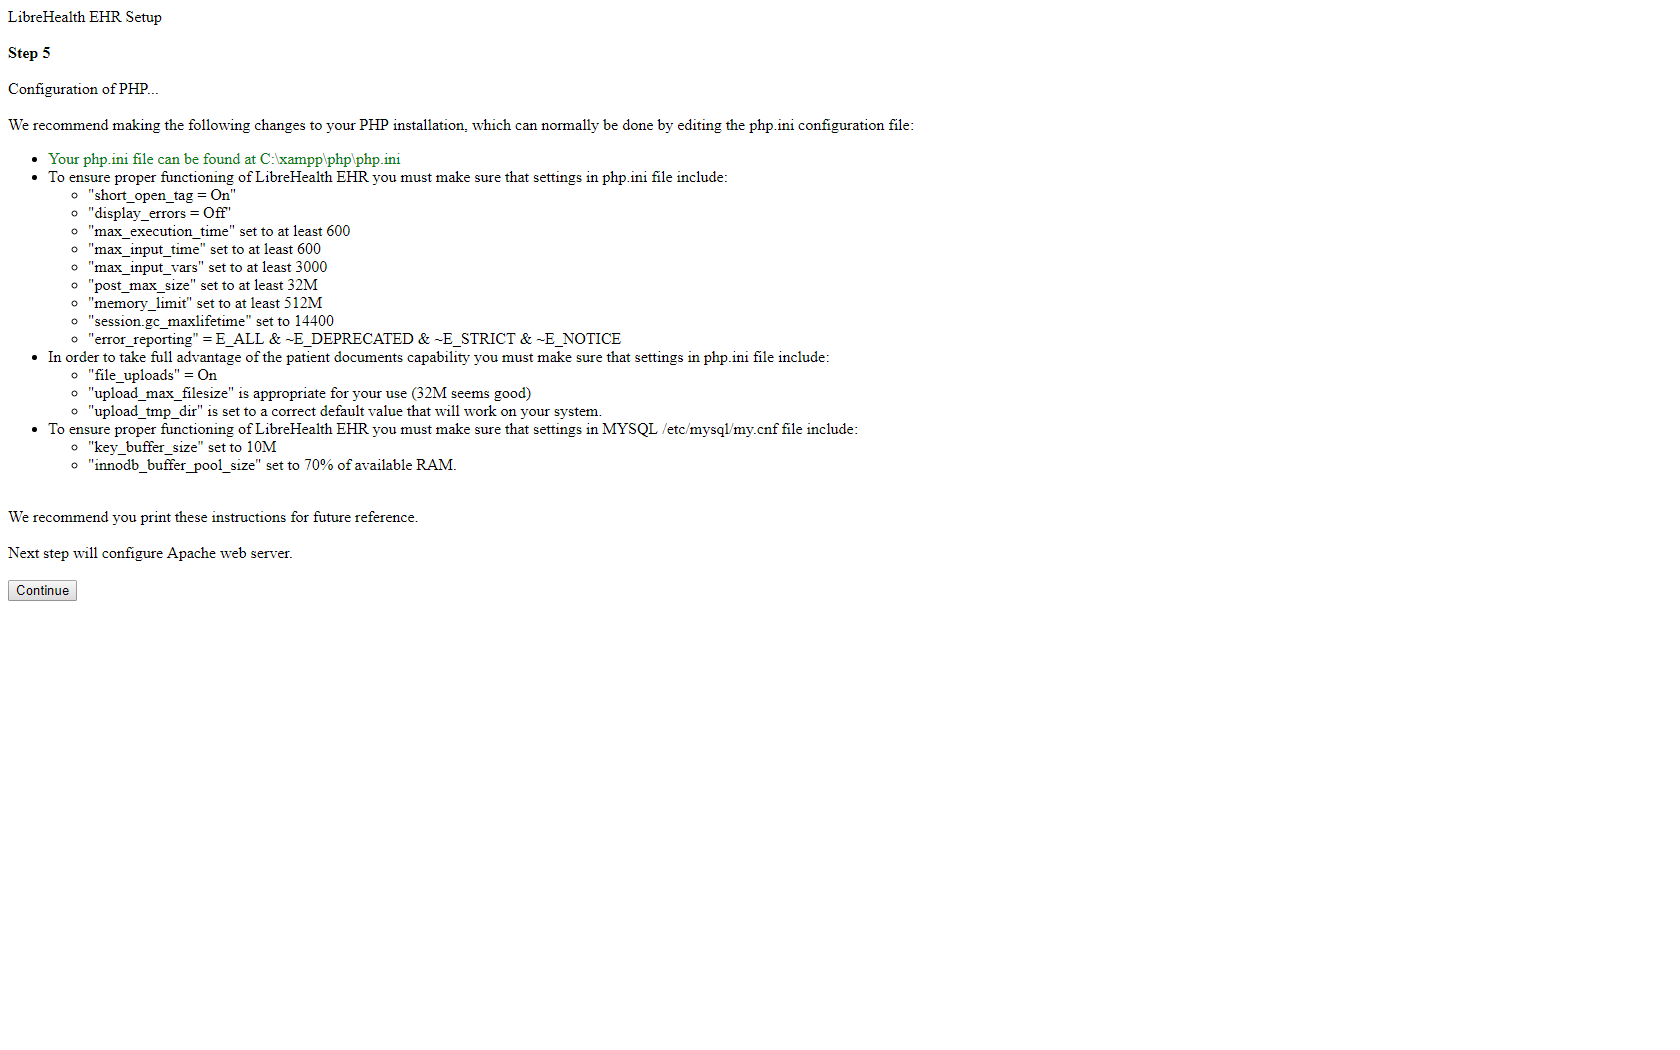 LibreHealth EHR Setup
Step 5
Configuration of PHP...
We recommend making the following changes to your PHP installation, which can normally be done by editing the php.ini configuration file:
Your php.ini file can be found at C:\xampp\php\php.ini
To ensure proper functioning of LibreHealth EHR you must make sure that settings in php.ini file include:
"short_open_tag = On"
"display_errors = Off"
"max_execution_time" set to at least 600
"max_input_time" set to at least 600
"max_input_vars" set to at least 3000
"post_max_size" set to at least 32M
"memory_limit" set to at least 512M
"session.gc_maxlifetime" set to 14400
"error_reporting" = E_ALL & ~E_DEPRECATED & ~E_STRICT & ~E_NOTICE
In order to take full advantage of the patient documents capability you must make sure that settings in php.ini file include:
"file_uploads" = On
"upload_max_filesize" is appropriate for your use (32M seems good)
"upload_tmp_dir" is set to a correct default value that will work on your system.
To ensure proper functioning of LibreHealth EHR you must make sure that settings in MYSQL /etc/mysql/my.cnf file include:
"key_buffer_size" set to 10M
"innodb_buffer_pool_size" set to 70% of available RAM.
We recommend you print these instructions for future reference.
Next step will configure Apache web server.
Continue